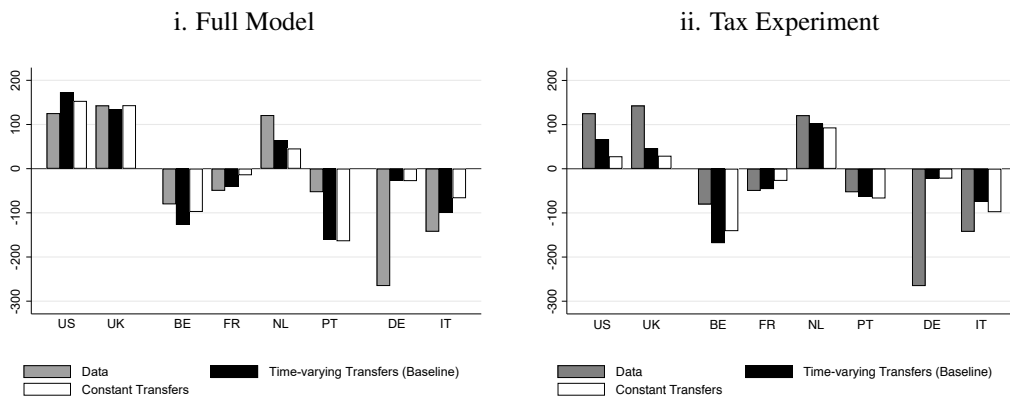 i. Full Model
200
100
0
-100
-200
-300
US UK BE FR NL PT DE IT
Data
Time-varying Transfers (Baseline)
Constant Transfers
ii. Tax Experiment
200
100
0
-100
-200
-300
US UK BE FR NL PT DE IT
Data
Time-varying Transfers (Baseline)
Constant Transfers